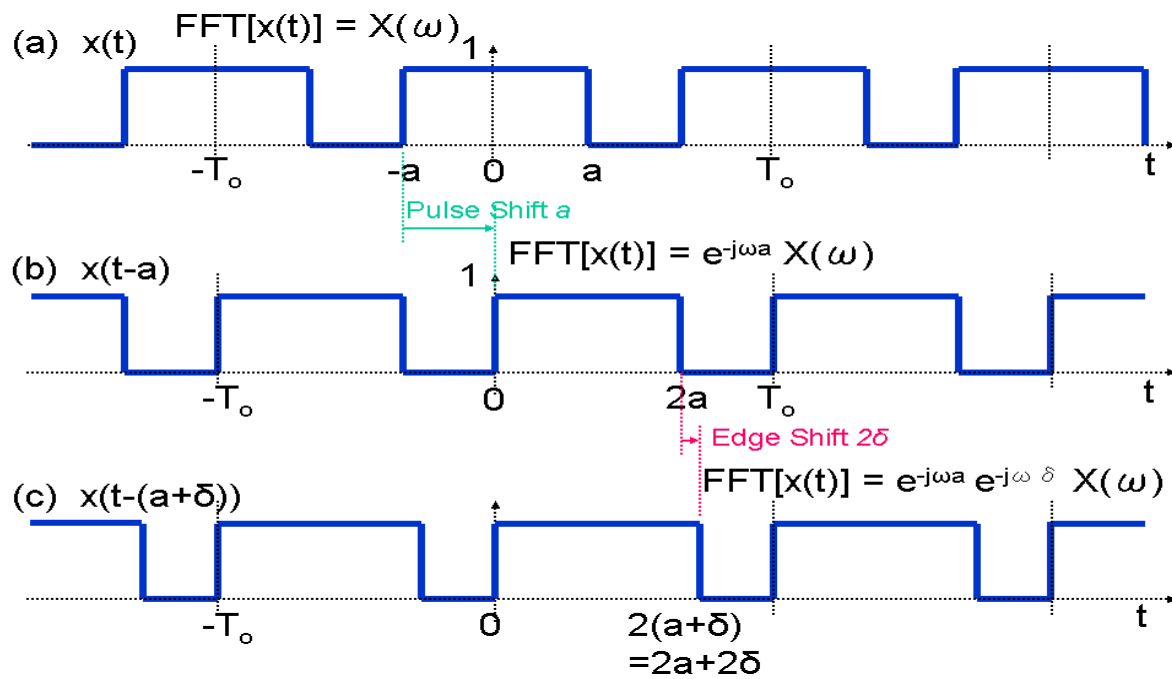 (a) x(t) FFT[x(t)] = X(ω)
1
-Tₒ -a 0 a Tₒ t
Pulse Shift a
(b) x(t-a) FFT[x(t)] = e⁻ʲωᵃ X(ω)
1
-Tₒ 0 2a Tₒ t
Edge Shift 2δ
(c) x(t-(a+δ)) FFT[x(t)] = e⁻ʲωᵃ e⁻ʲω δ X(ω)
-Tₒ 0 2(a+δ) t
=2a+2δ